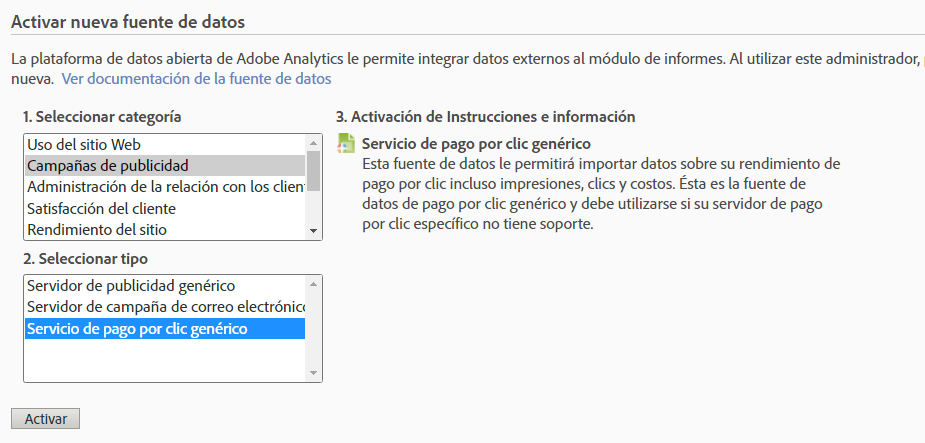 Activar nueva fuente de datos
La plataforma de datos abierta de Adobe Analytics le permite integrar datos externos al módulo de informes. Al utilizar este administrador,
nueva. Ver documentación de la fuente de datos
1. Seleccionar categoría
Uso del sitio Web
Campañas de publicidad
Administración de la relación con los clien
Satisfacción del cliente
Rendimiento del sitio
2. Seleccionar tipo
Servidor de publicidad genérico
Servidor de campaña de correo electrónico
Servicio de pago por clic genérico
3. Activación de Instrucciones e información
Servicio de pago por clic genérico
Esta fuente de datos le permitirá importar datos sobre su rendimiento de
pago por clic incluso impresiones, clics y costos. Ésta es la fuente de
datos de pago por clic genérico y debe utilizarse si su servidor de pago
por clic específico no tiene soporte.
Activar